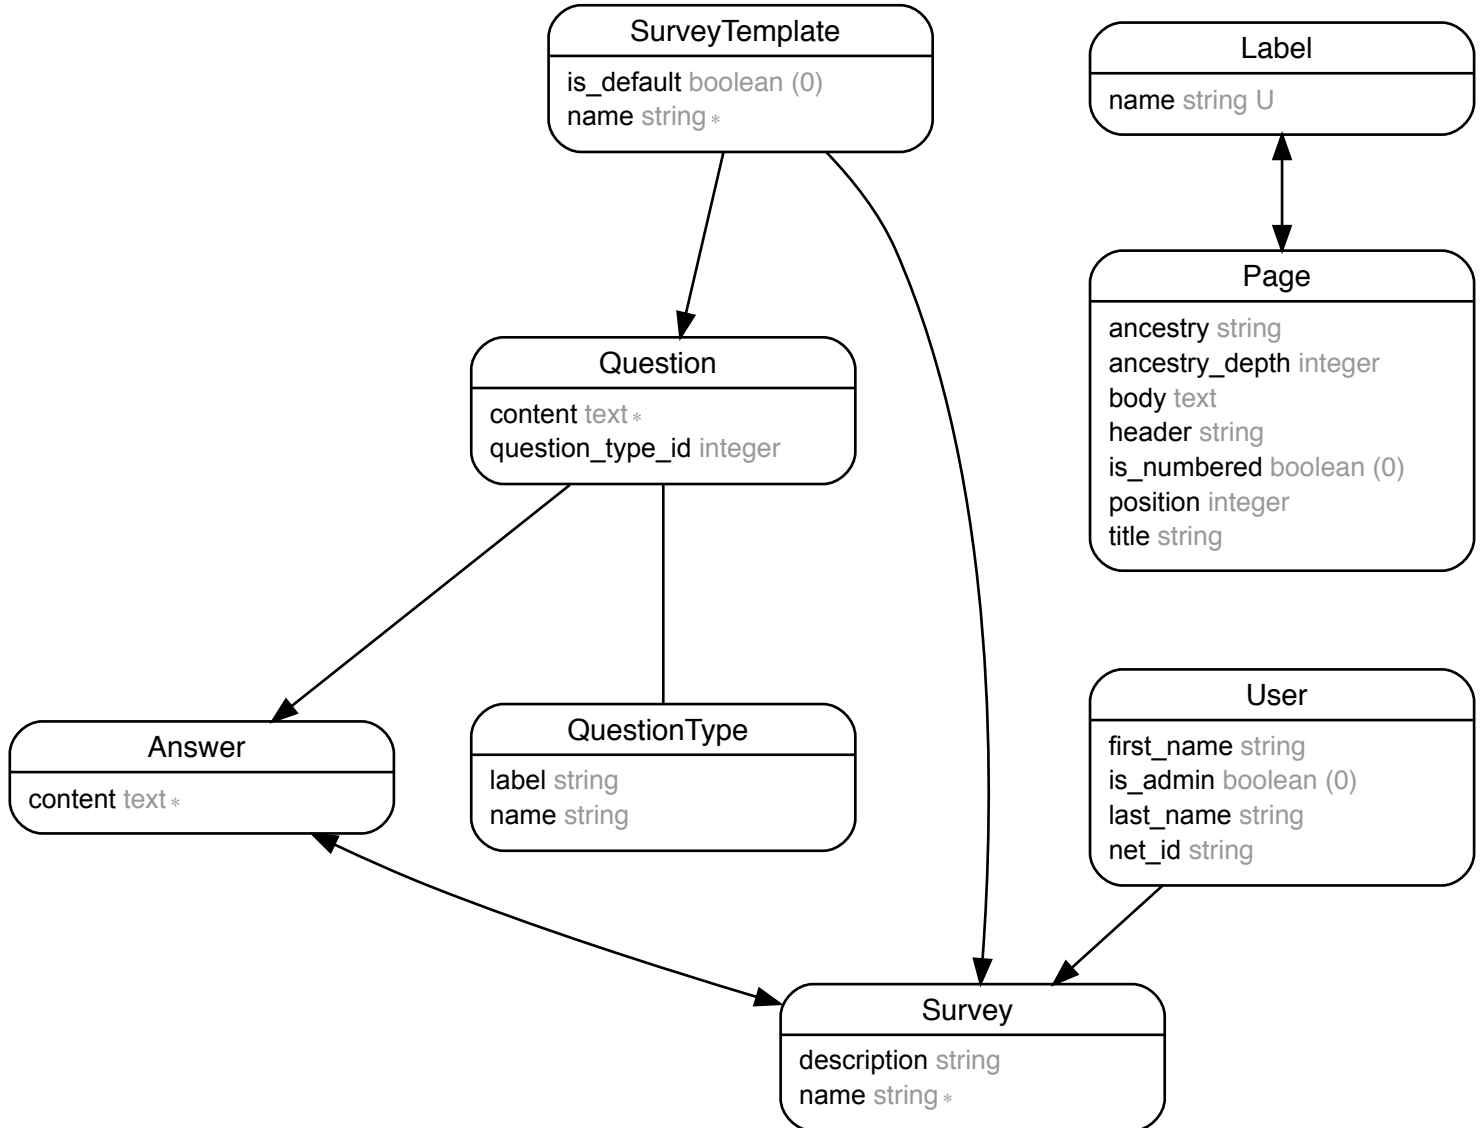 SurveyTemplate
is_default boolean (0)
name string *
Label
name string U
Page
ancestry string
ancestry_depth integer
body text
header string
is_numbered boolean (0)
position integer
title string
Question
content text *
question_type_id integer
Answer
content text *
QuestionType
label string
name string
User
first_name string
is_admin boolean (0)
last_name string
net_id string
Survey
description string
name string *